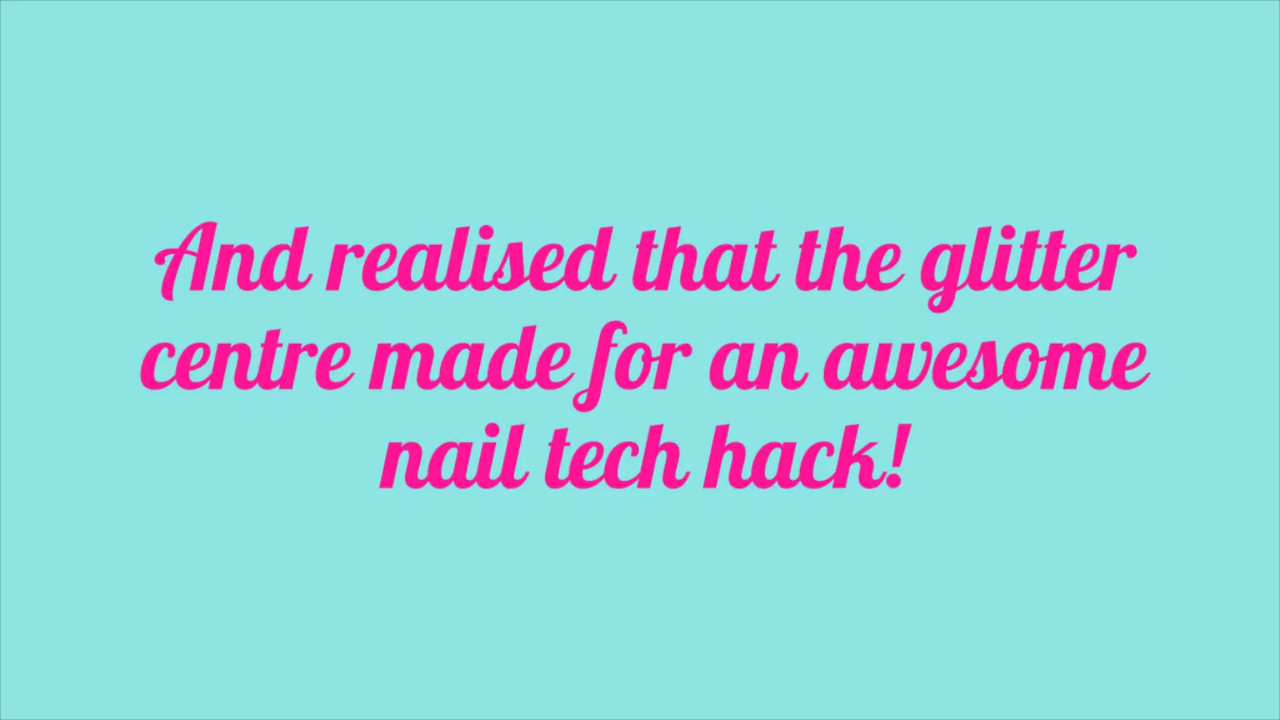 And realised that the glitter
centre made for an awesome
nail tech hack!